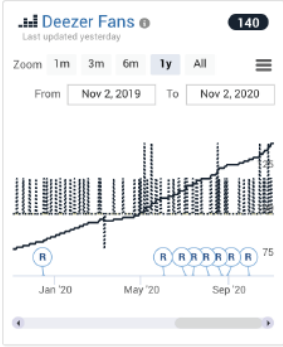 Deezer Fans 140
Last updated yesterday
Zoom 1m 3m 6m 1y All
From Nov 2, 2019 To Nov 2, 2020
25
75
R R R R R R R R
Jan '20 May '20 Sep '20